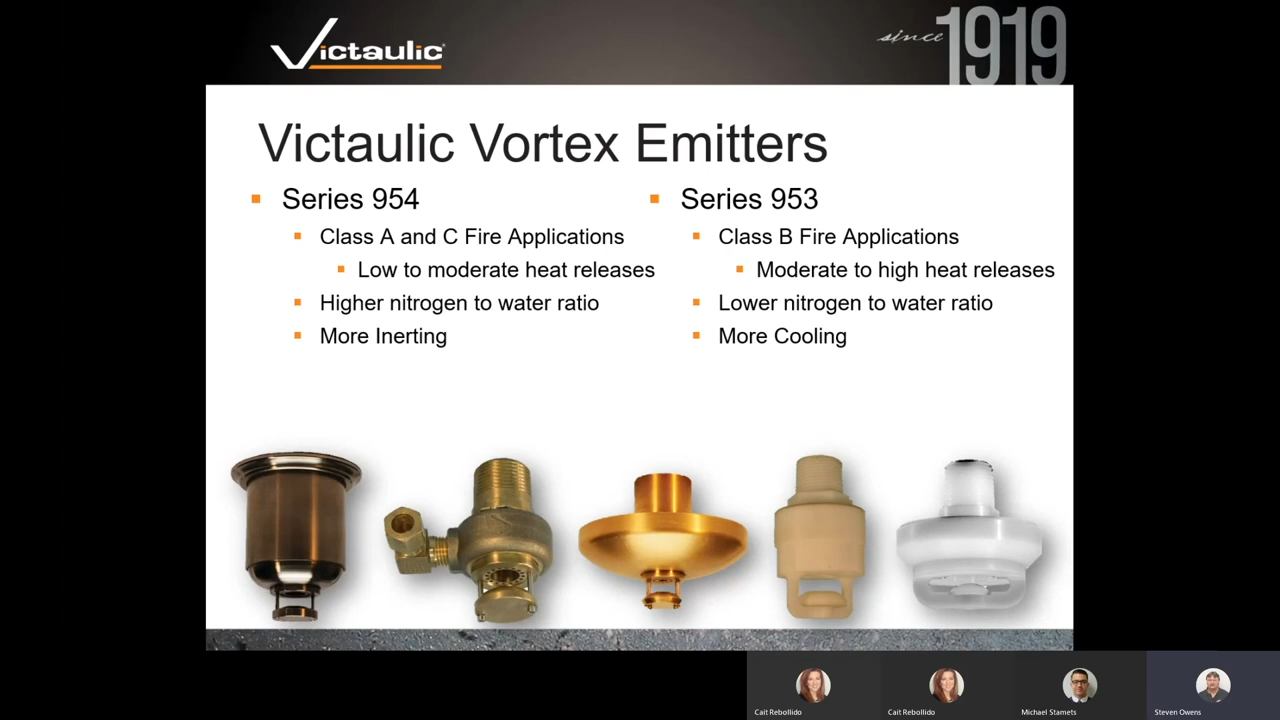 Victaulic
since 1919
Victaulic Vortex Emitters
Series 954
Class A and C Fire Applications
Low to moderate heat releases
Higher nitrogen to water ratio
More Inerting
Series 953
Class B Fire Applications
Moderate to high heat releases
Lower nitrogen to water ratio
More Cooling
Cait Rebollido
Cait Rebollido
Michael Stamets
Steven Owens